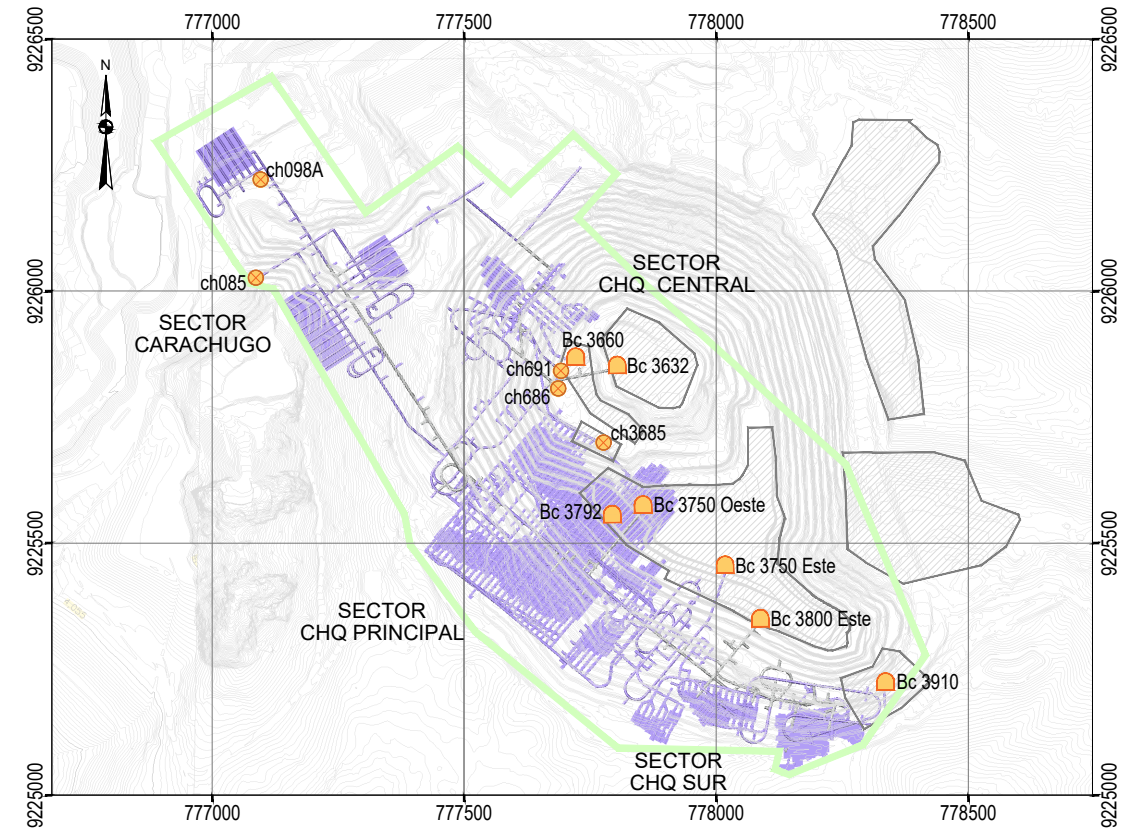 777000
777500
778000
778500
9226500
9226500
N
ch098A
ch085
SECTOR
CHQ CENTRAL
9226000
9226000
SECTOR
CARACHUGO
Bc 3660
ch691
Bc 3632
ch686
ch3685
Bc 3792
Bc 3750 Oeste
9225500
9225500
Bc 3750 Este
4,055
SECTOR
CHQ PRINCIPAL
Bc 3800 Este
Bc 3910
SECTOR
CHQ SUR
9225000
9225000
777000
777500
778000
778500